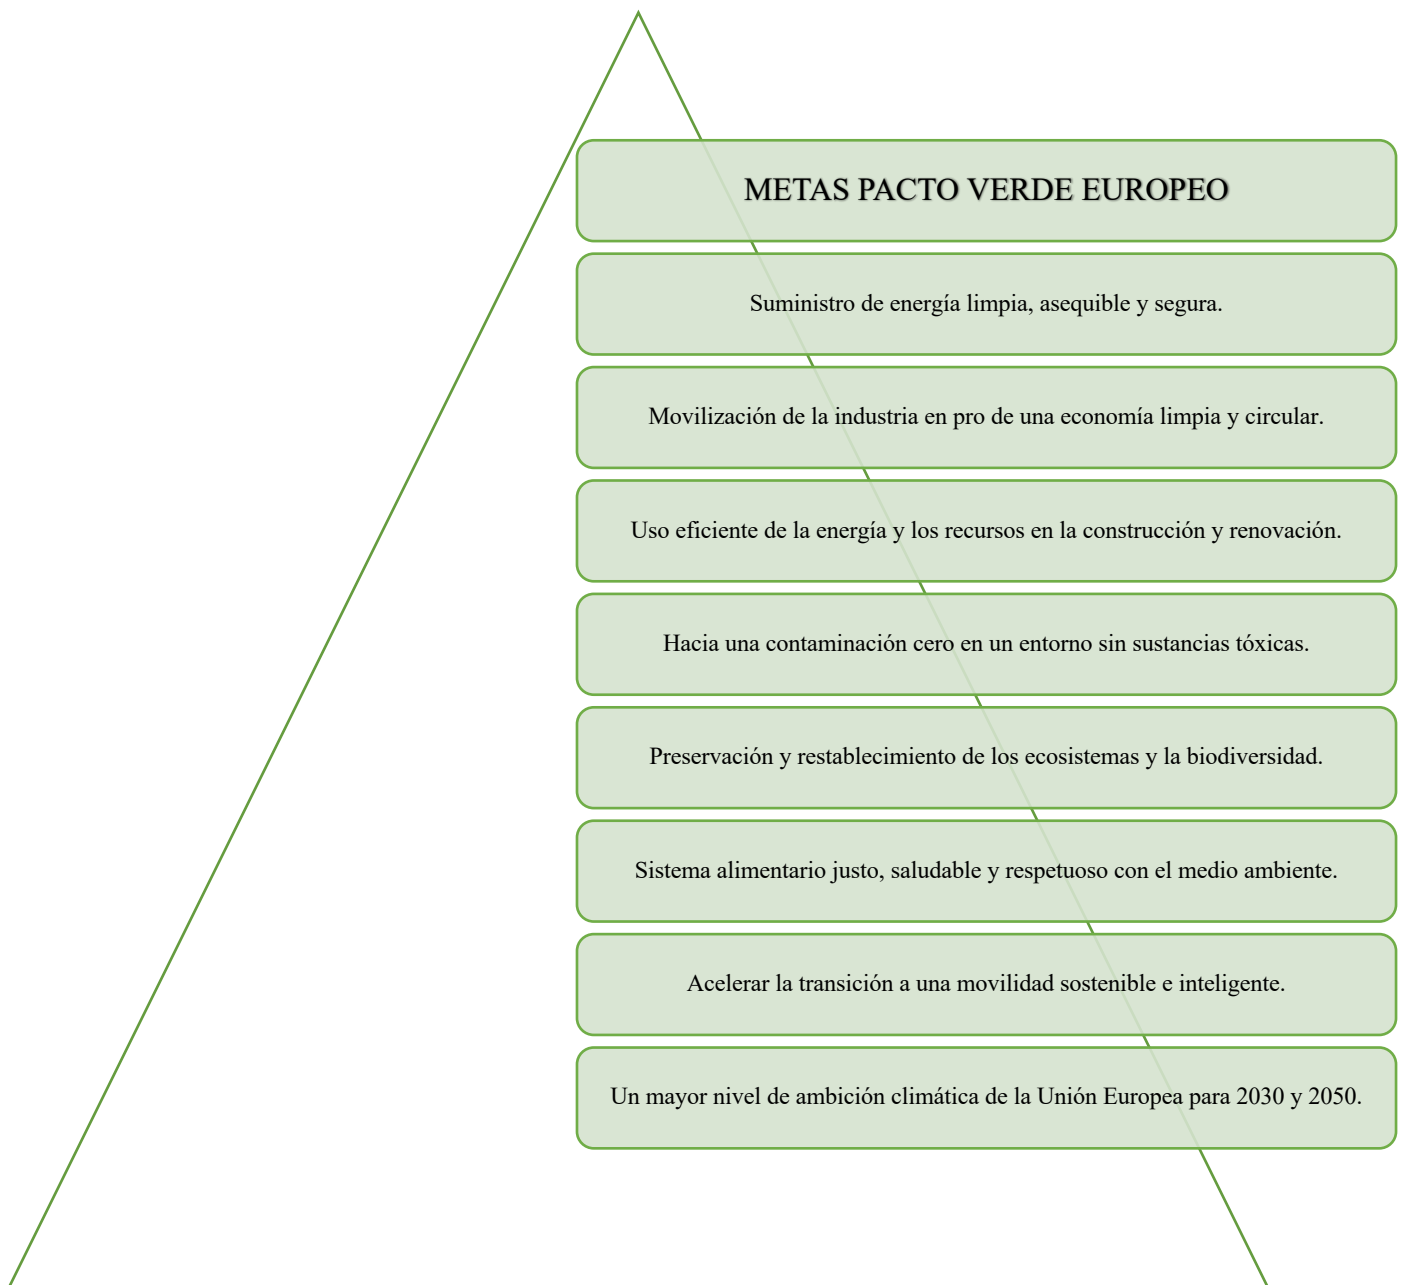 METAS PACTO VERDE EUROPEO
Suministro de energía limpia, asequible y segura.
Movilización de la industria en pro de una economía limpia y circular.
Uso eficiente de la energía y los recursos en la construcción y renovación.
Hacia una contaminación cero en un entorno sin sustancias tóxicas.
Preservación y restablecimiento de los ecosistemas y la biodiversidad.
Sistema alimentario justo, saludable y respetuoso con el medio ambiente.
Acelerar la transición a una movilidad sostenible e inteligente.
Un mayor nivel de ambición climática de la Unión Europea para 2030 y 2050.